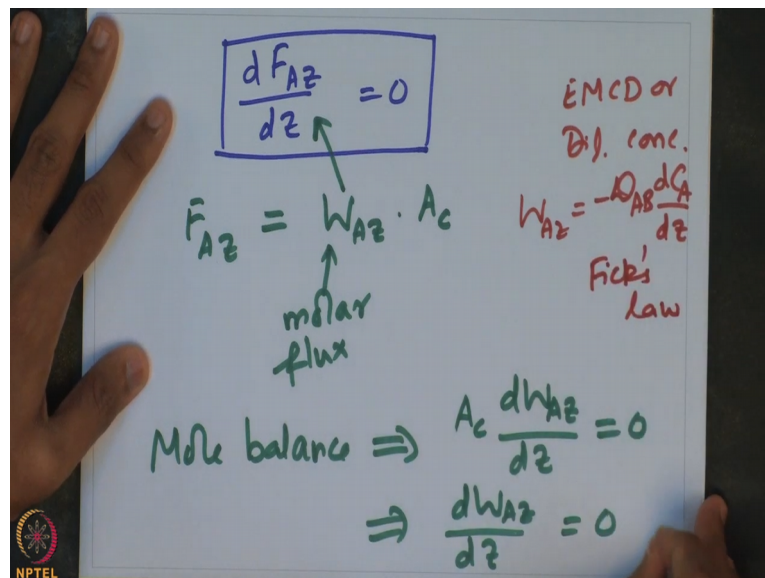 dF_AZ / dZ = 0
F_AZ = W_AZ · A_c
molar
flux
EMCD or
Dil. conc.
W_AZ = -D_AB dC_A / dZ
Fick's
law
Mole balance ⇒ A_c dW_AZ / dZ = 0
⇒ dW_AZ / dZ = 0
NPTEL